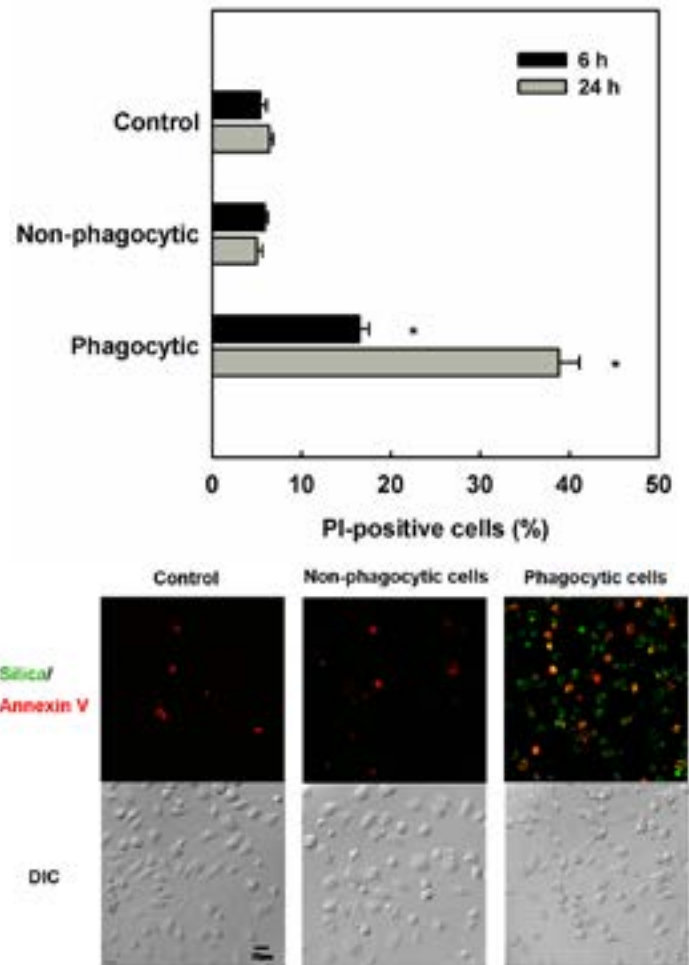 6 h
24 h
Control
Non-phagocytic
Phagocytic
*
*
0 10 20 30 40 50
PI-positive cells (%)
Control Non-phagocytic cells Phagocytic cells
Silica/
Annexin V
DIC